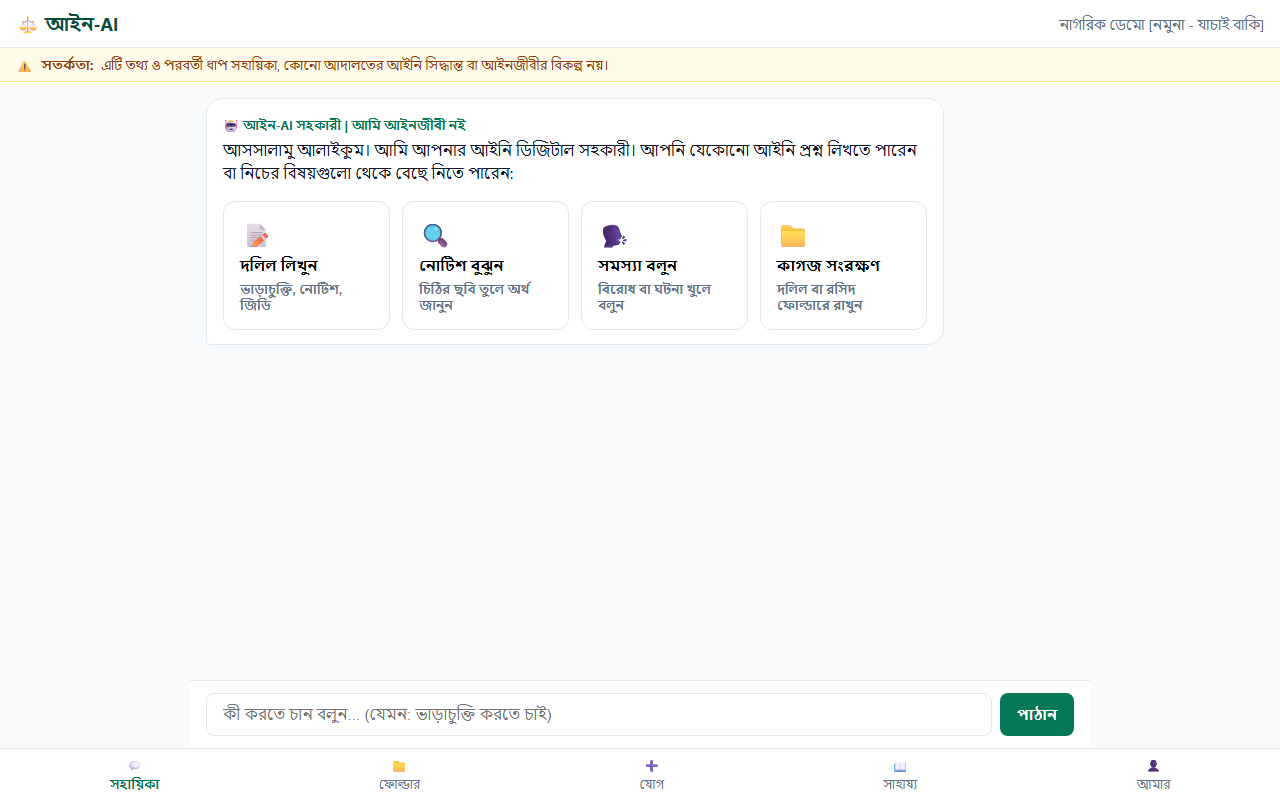 আইন-AI
নাগরিক ডেমো [নমুনা - যাচাই বাকি]
সতর্কতা: এটি তথ্য ও পরবর্তী ধাপ সহায়িকা, কোনো আদালতের আইনি সিদ্ধান্ত বা আইনজীবীর বিকল্প নয়।
আইন-AI সহকারী | আমি আইনজীবী নই
আসসালামু আলাইকুম। আমি আপনার আইনি ডিজিটাল সহকারী। আপনি যেকোনো আইনি প্রশ্ন লিখতে পারেন
বা নিচের বিষয়গুলো থেকে বেছে নিতে পারেন:
দলিল লিখুন
ভাড়াচুক্তি, নোটিশ,
জিডি
নোটিশ বুঝুন
চিঠির ছবি তুলে অর্থ
জানুন
সমস্যা বলুন
বিরোধ বা ঘটনা খুলে
বলুন
কাগজ সংরক্ষণ
দলিল বা রসিদ
ফোল্ডারে রাখুন
কী করতে চান বলুন... (যেমন: ভাড়াচুক্তি করতে চাই)
পাঠান
সহায়িকা
ফোল্ডার
যোগ
সাহায্য
আমার